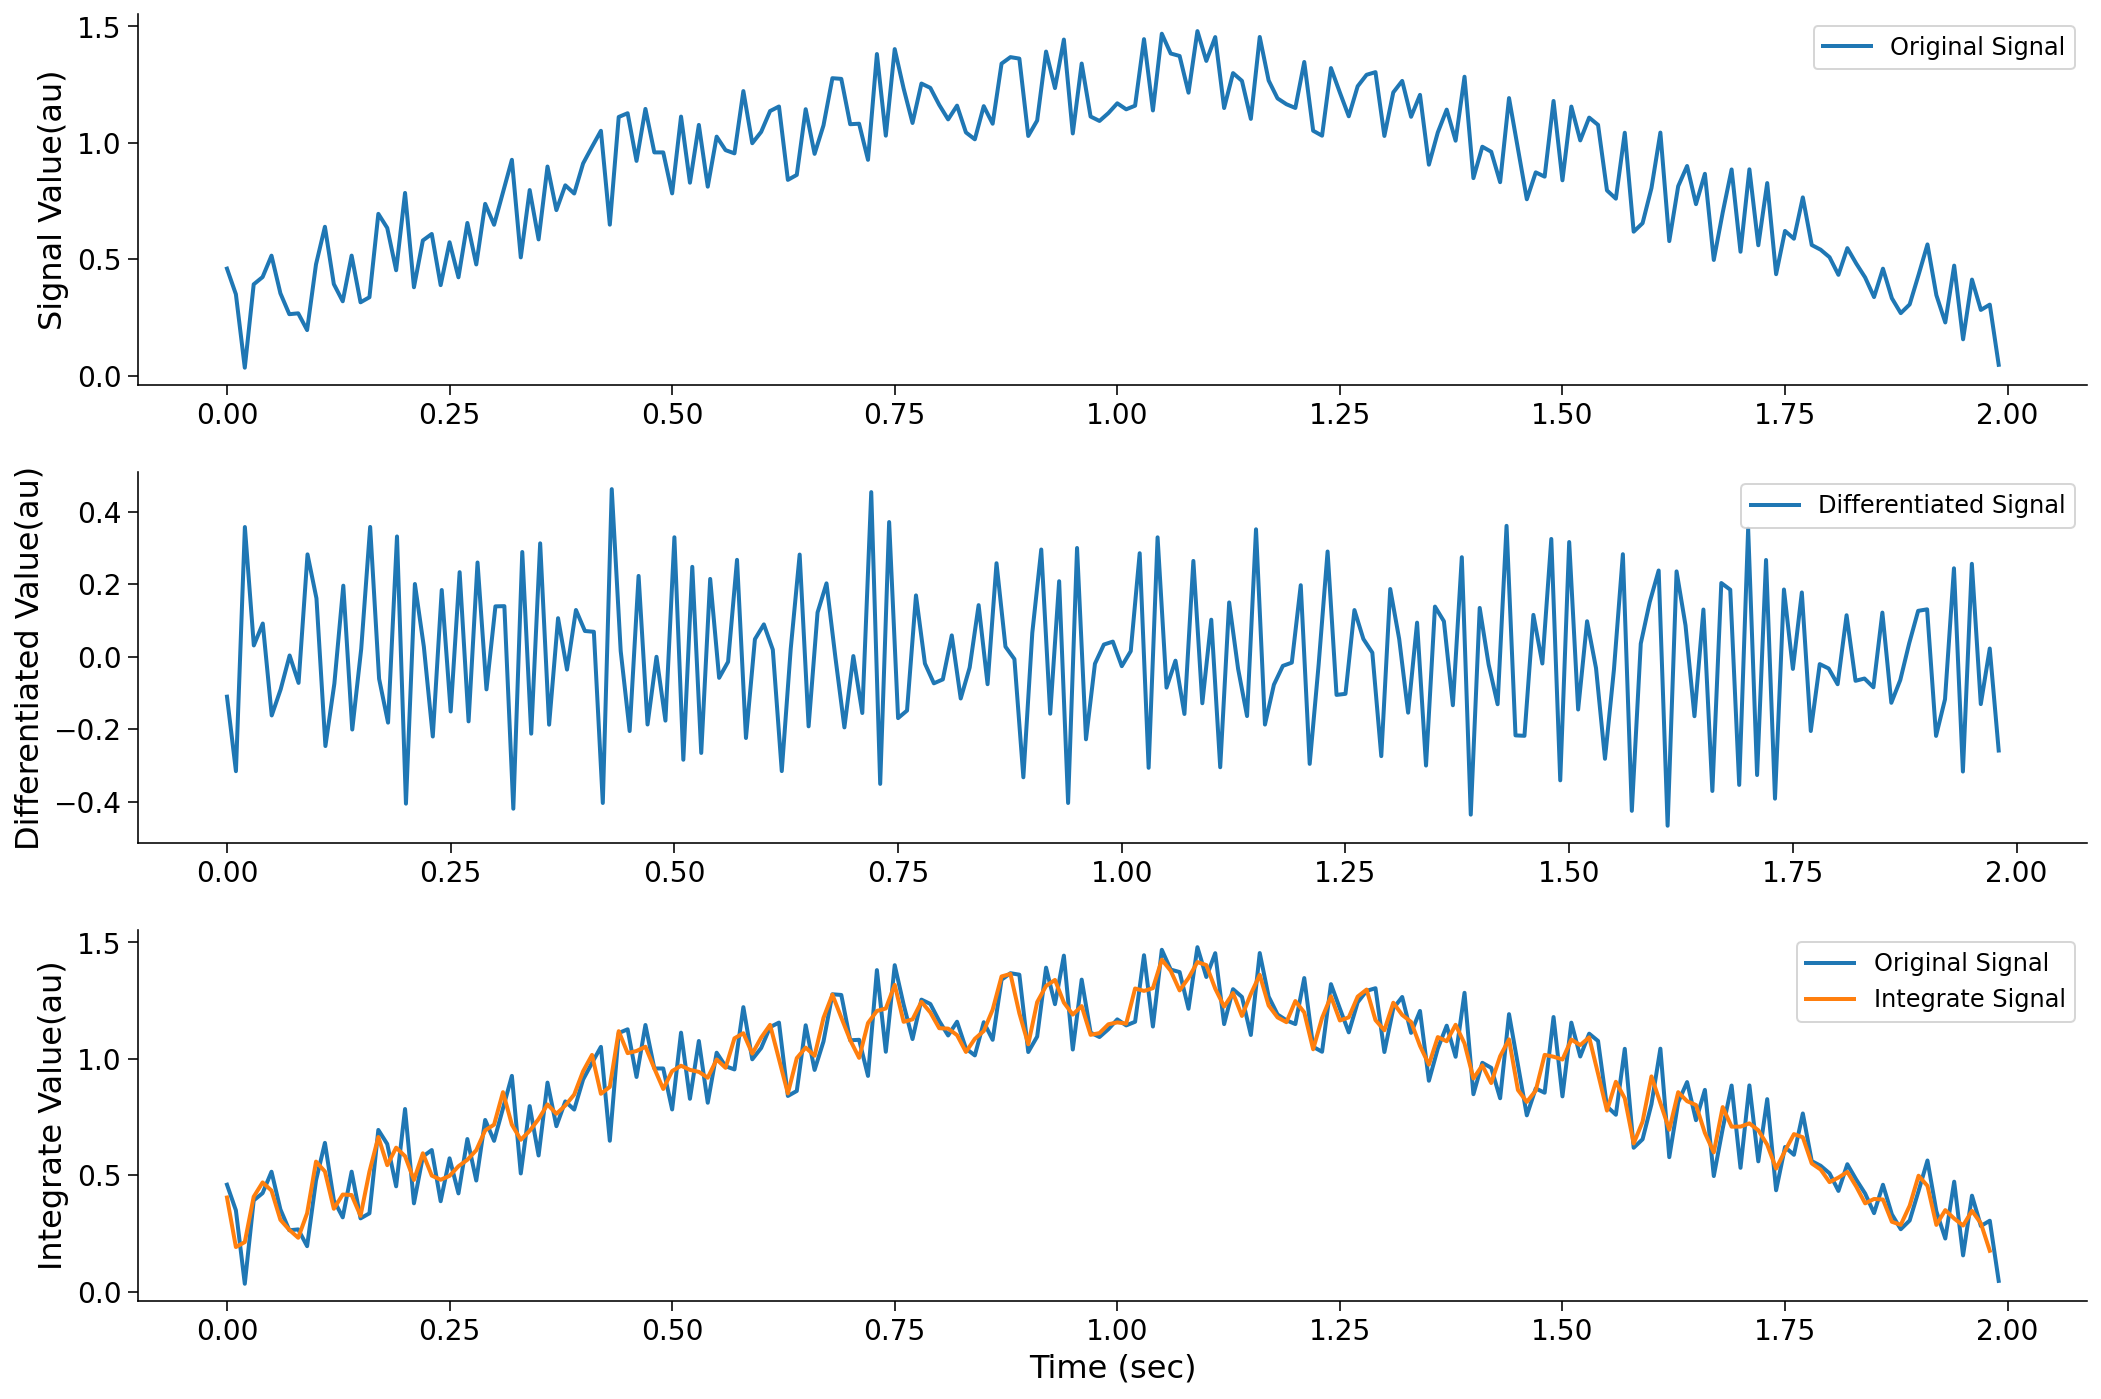 Signal Value(au)
1.5
1.0
0.5
0.0
Original Signal
0.00 0.25 0.50 0.75 1.00 1.25 1.50 1.75 2.00
Differentiated Value(au)
0.4
0.2
0.0
−0.2
−0.4
Differentiated Signal
0.00 0.25 0.50 0.75 1.00 1.25 1.50 1.75 2.00
Integrate Value(au)
1.5
1.0
0.5
0.0
Original Signal
Integrate Signal
0.00 0.25 0.50 0.75 1.00 1.25 1.50 1.75 2.00
Time (sec)